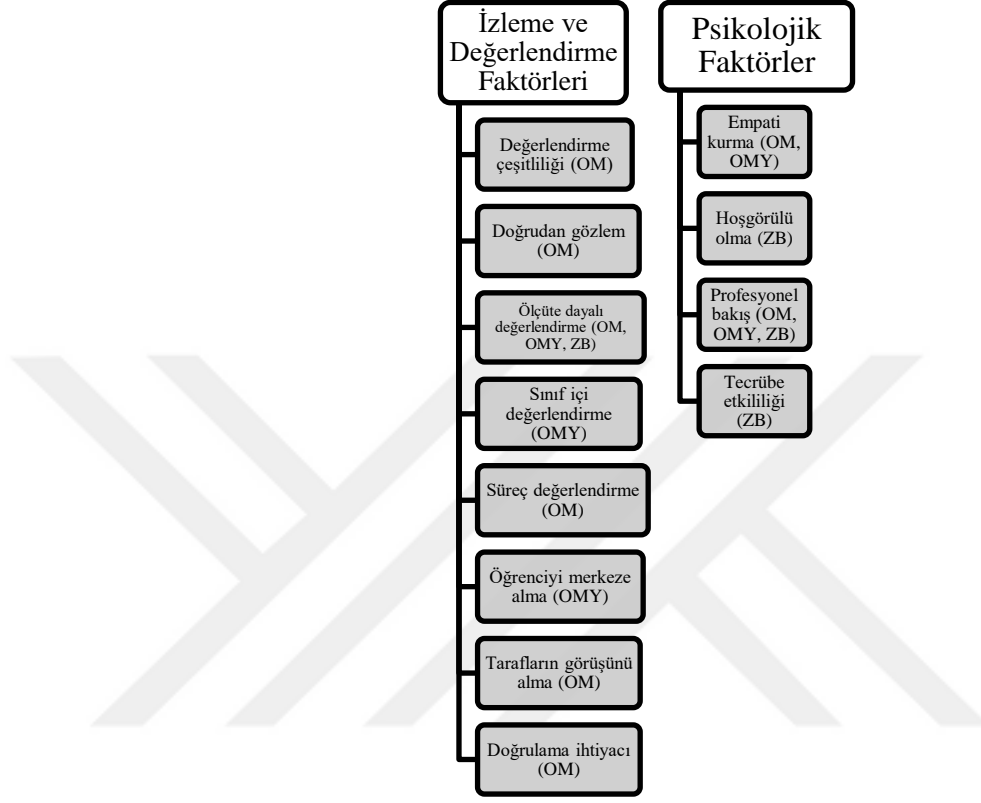 İzleme ve
Değerlendirme
Faktörleri
Değerlendirme
çeşitliliği (OM)
Doğrudan gözlem
(OM)
Ölçüte dayalı
değerlendirme (OM,
OMY, ZB)
Sınıf içi
değerlendirme
(OMY)
Süreç değerlendirme
(OM)
Öğrenciyi merkeze
alma (OMY)
Tarafların görüşünü
alma (OM)
Doğrulama ihtiyacı
(OM)
Psikolojik
Faktörler
Empati
kurma (OM,
OMY)
Hoşgörülü
olma (ZB)
Profesyonel
bakış (OM,
OMY, ZB)
Tecrübe
etkililiği
(ZB)